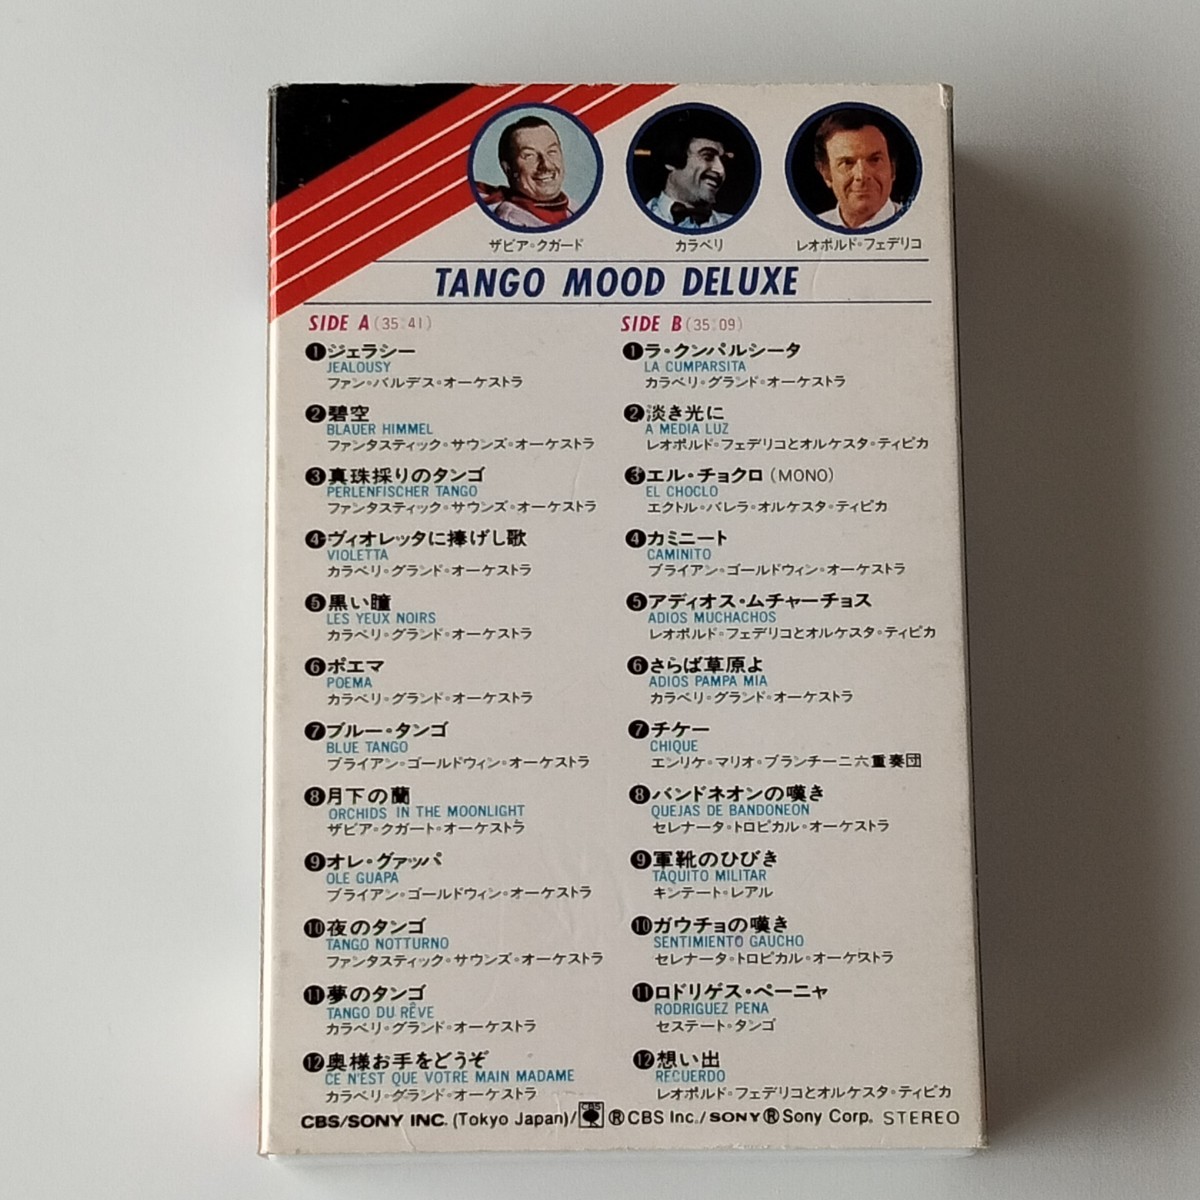 ザビア・クガード
カラベリ
レオポルド・フェデリコ
TANGO MOOD DELUXE
SIDE A (35:41)
❶ジェラシー
JEALOUSY
ファン・バルデス・オーケストラ
❷碧空
BLAUER HIMMEL
ファンタスティック・サウンズ・オーケストラ
❸真珠採りのタンゴ
PERLENFISCHER TANGO
ファンタスティック・サウンズ・オーケストラ
❹ヴィオレッタに捧げし歌
VIOLETTA
カラベリ・グランド・オーケストラ
❺黒い瞳
LES YEUX NOIRS
カラベリ・グランド・オーケストラ
❻ポエマ
POEMA
カラベリ・グランド・オーケストラ
❼ブルー・タンゴ
BLUE TANGO
ブライアン・ゴールドウィン・オーケストラ
❽月下の蘭
ORCHIDS IN THE MOONLIGHT
ザビア・クガート・オーケストラ
❾オレ・グァッパ
OLE GUAPA
ブライアン・ゴールドウィン・オーケストラ
❿夜のタンゴ
TANGO NOTTURNO
ファンタスティック・サウンズ・オーケストラ
⓫夢のタンゴ
TANGO DU RÊVE
カラベリ・グランド・オーケストラ
⓬奥様お手をどうぞ
CE N'EST QUE VOTRE MAIN MADAME
カラベリ・グランド・オーケストラ
SIDE B (35:09)
❶ラ・クンパルシータ
LA CUMPARSITA
カラベリ・グランド・オーケストラ
❷淡き光に
A MEDIA LUZ
レオポルド・フェデリコとオルケスタ・ティピカ
❸エル・チョクロ(MONO)
EL CHOCLO
エクトル・バレラ・オルケスタ・ティピカ
❹カミニート
CAMINITO
ブライアン・ゴールドウィン・オーケストラ
❺アディオス・ムチャーチョス
ADIOS MUCHACHOS
レオポルド・フェデリコとオルケスタ・ティピカ
❻さらば草原よ
ADIOS PAMPA MIA
カラベリ・グランド・オーケストラ
❼チケー
CHIQUE
エンリケ・マリオ・フランチーニ六重奏団
❽バンドネオンの嘆き
QUEJAS DE BANDONEON
セレナータ・トロピカル・オーケストラ
❾軍靴のひびき
TAQUITO MILITAR
キンテート・レアル
❿ガウチョの嘆き
SENTIMIENTO GAUCHO
セレナータ・トロピカル・オーケストラ
⓫ロドリゲス・ペーニャ
RODRIGUEZ PENA
セステート・タンゴ
⓬想い出
RECUERDO
レオポルド・フェデリコとオルケスタ・ティピカ
CBS/SONY INC. (Tokyo Japan)/CBS ®CBS Inc./SONY ®Sony Corp. STEREO